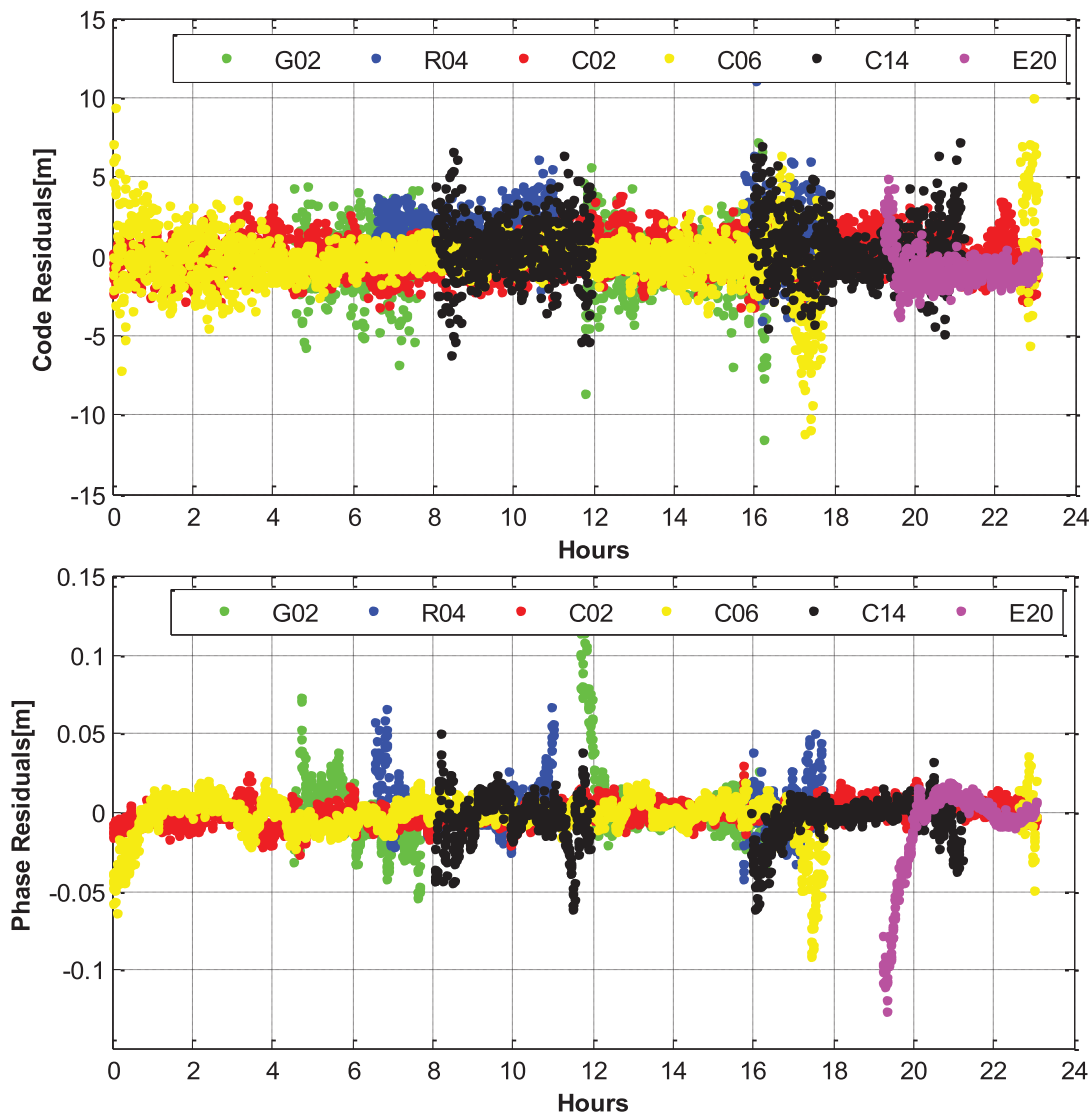 15
G02 R04 C02 C06 C14 E20
10
5
0
-5
-10
-15
Code Residuals[m]
0 2 4 6 8 10 12 14 16 18 20 22 24
Hours
0.15
G02 R04 C02 C06 C14 E20
0.1
0.05
0
-0.05
-0.1
Phase Residuals[m]
0 2 4 6 8 10 12 14 16 18 20 22 24
Hours